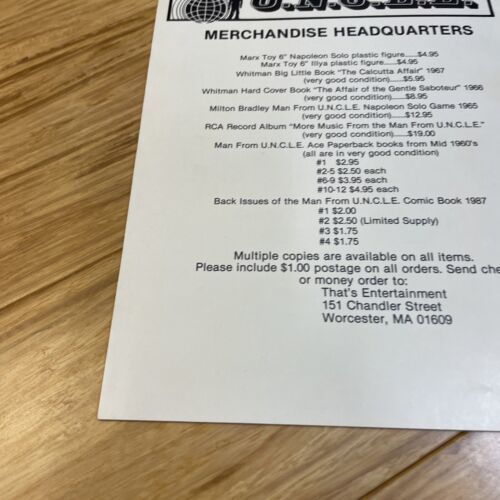 U.N.C.L.E.
MERCHANDISE HEADQUARTERS
Marx Toy 6" Napoleon Solo plastic figure.....$4.95
Marx Toy 6" Illya plastic figure.....$4.95
Whitman Big Little Book "The Calcutta Affair" 1967
(very good condition).....$5.95
Whitman Hard Cover Book "The Affair of the Gentle Saboteur" 1966
(very good condition).....$8.95
Milton Bradley Man From U.N.C.L.E. Napoleon Solo Game 1965
(very good condition).....$12.95
RCA Record Album "More Music From the Man From U.N.C.L.E."
(very good condition).....$19.00
Man From U.N.C.L.E. Ace Paperback books from Mid 1960's
(all are in very good condition)
#1 $2.95
#2-5 $2.50 each
#6-9 $3.95 each
#10-12 $4.95 each
Back Issues of the Man From U.N.C.L.E. Comic Book 1987
#1 $2.00
#2 $2.50 (Limited Supply)
#3 $1.75
#4 $1.75
Multiple copies are available on all items.
Please include $1.00 postage on all orders. Send che
or money order to:
That's Entertainment
151 Chandler Street
Worcester, MA 01609